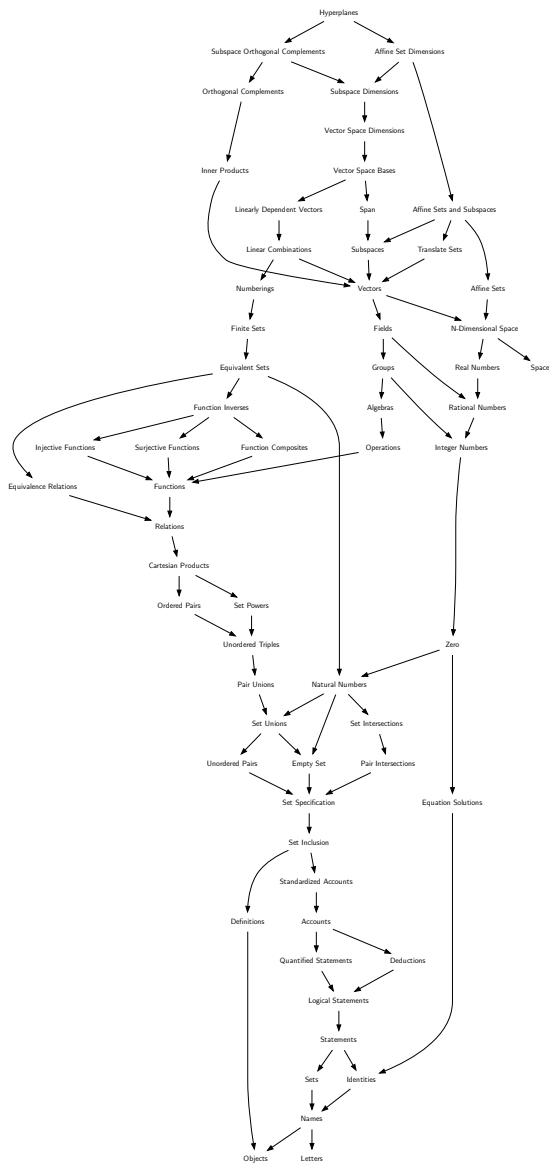 Hyperplanes
Subspace Orthogonal Complements
Affine Set Dimensions
Orthogonal Complements
Subspace Dimensions
Vector Space Dimensions
Inner Products
Vector Space Bases
Linearly Dependent Vectors
Span
Affine Sets and Subspaces
Linear Combinations
Subspaces
Translate Sets
Numberings
Vectors
Affine Sets
Finite Sets
Fields
N-Dimensional Space
Equivalent Sets
Groups
Real Numbers
Space
Function Inverses
Algebras
Rational Numbers
Injective Functions
Surjective Functions
Function Composites
Operations
Integer Numbers
Equivalence Relations
Functions
Relations
Cartesian Products
Ordered Pairs
Set Powers
Unordered Triples
Zero
Pair Unions
Natural Numbers
Set Unions
Set Intersections
Unordered Pairs
Empty Set
Pair Intersections
Set Specification
Equation Solutions
Set Inclusion
Standardized Accounts
Definitions
Accounts
Quantified Statements
Deductions
Logical Statements
Statements
Sets
Identities
Names
Objects
Letters